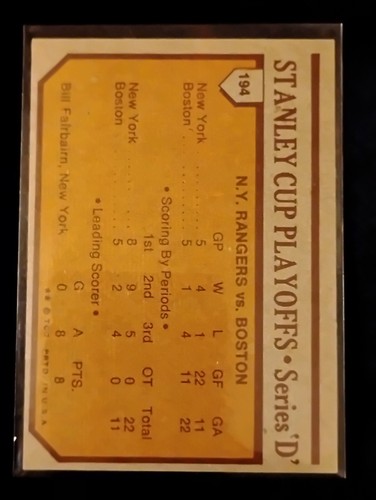 STANLEY CUP PLAYOFFS • Series 'D'
194
N.Y. RANGERS vs. BOSTON
GP W L GF GA
New York . . . . . . . 5 4 1 22 11
Boston . . . . . . . 5 1 4 11 22
• Scoring By Periods •
1st 2nd 3rd OT Total
New York . . . . . . 8 9 5 0 22
Boston . . . . . . . 5 2 4 0 11
• Leading Scorer •
G A PTS.
Bill Fairbairn, New York 0 8 8
PRTD. IN U.S.A.